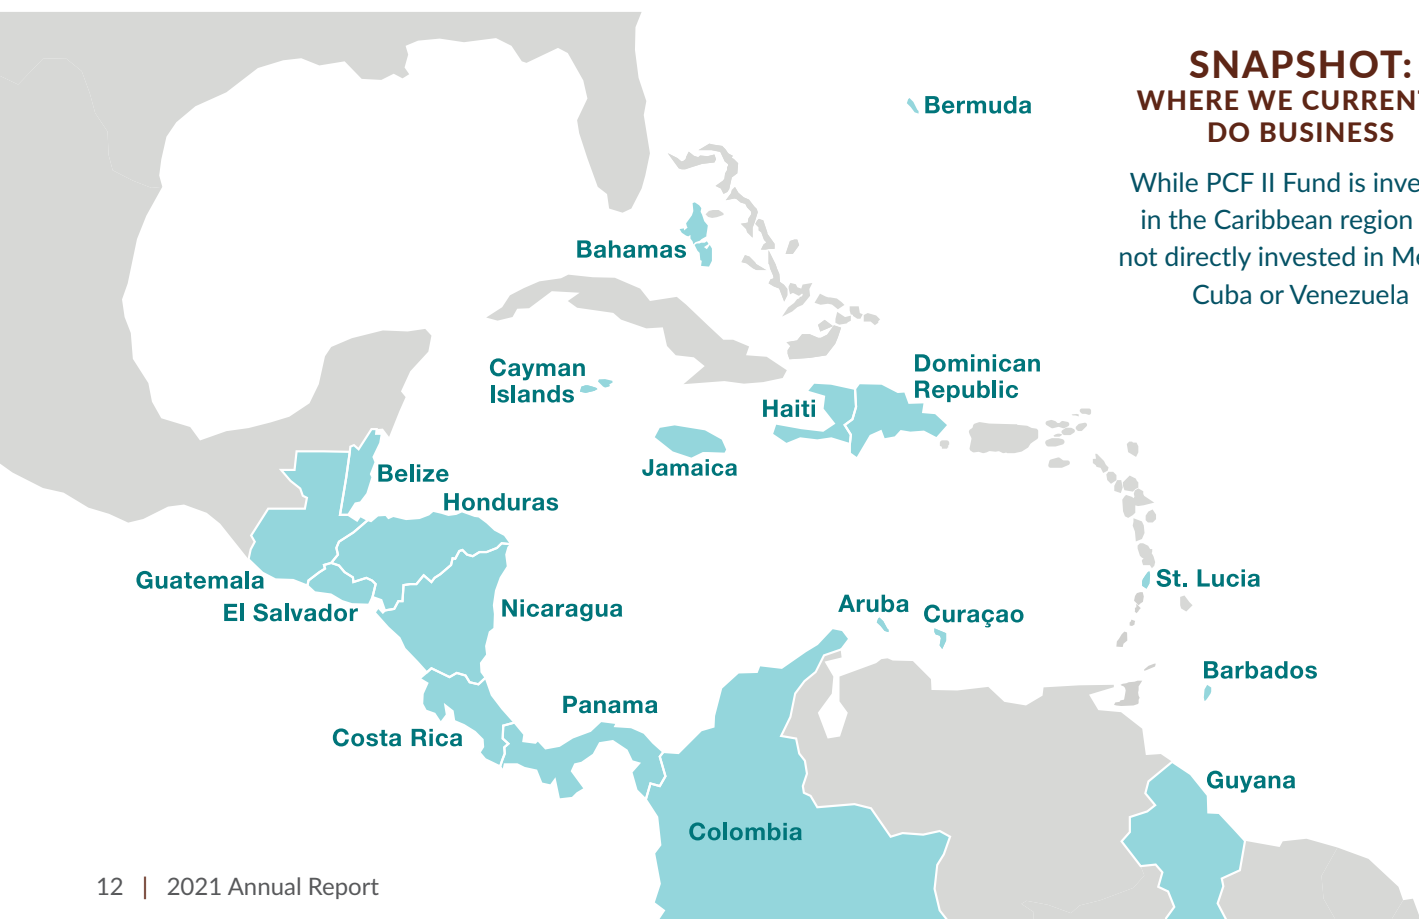 SNAPSHOT:
WHERE WE
DO BUSINESS
While PCF II Fund is
in the Caribbean region
not directly invested in
Cuba or Venezuela
Bermuda
Bahamas
Cayman
Islands
Dominican
Republic
Haiti
Jamaica
Belize
Honduras
Guatemala
El Salvador
Nicaragua
St. Lucia
Aruba
Curaçao
Barbados
Panama
Costa Rica
Guyana
Colombia
12 | 2021 Annual Report